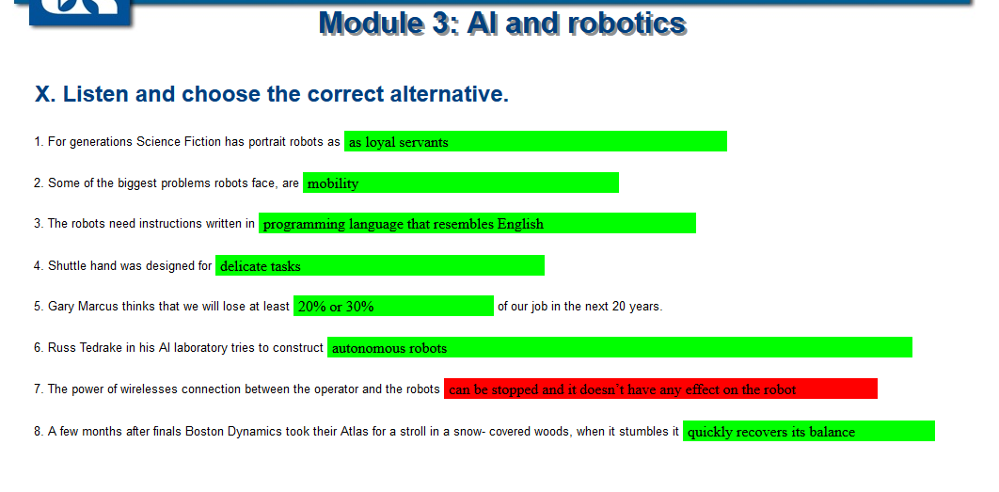 Module 3: AI and robotics
X. Listen and choose the correct alternative.
1. For generations Science Fiction has portrait robots as as loyal servants
2. Some of the biggest problems robots face, are mobility
3. The robots need instructions written in programming language that resembles English
4. Shuttle hand was designed for delicate tasks
5. Gary Marcus thinks that we will lose at least 20% or 30% of our job in the next 20 years.
6. Russ Tedrake in his AI laboratory tries to construct autonomous robots
7. The power of wirelesses connection between the operator and the robots can be stopped and it doesn't have any effect on the robot
8. A few months after finals Boston Dynamics took their Atlas for a stroll in a snow- covered woods, when it stumbles it quickly recovers its balance